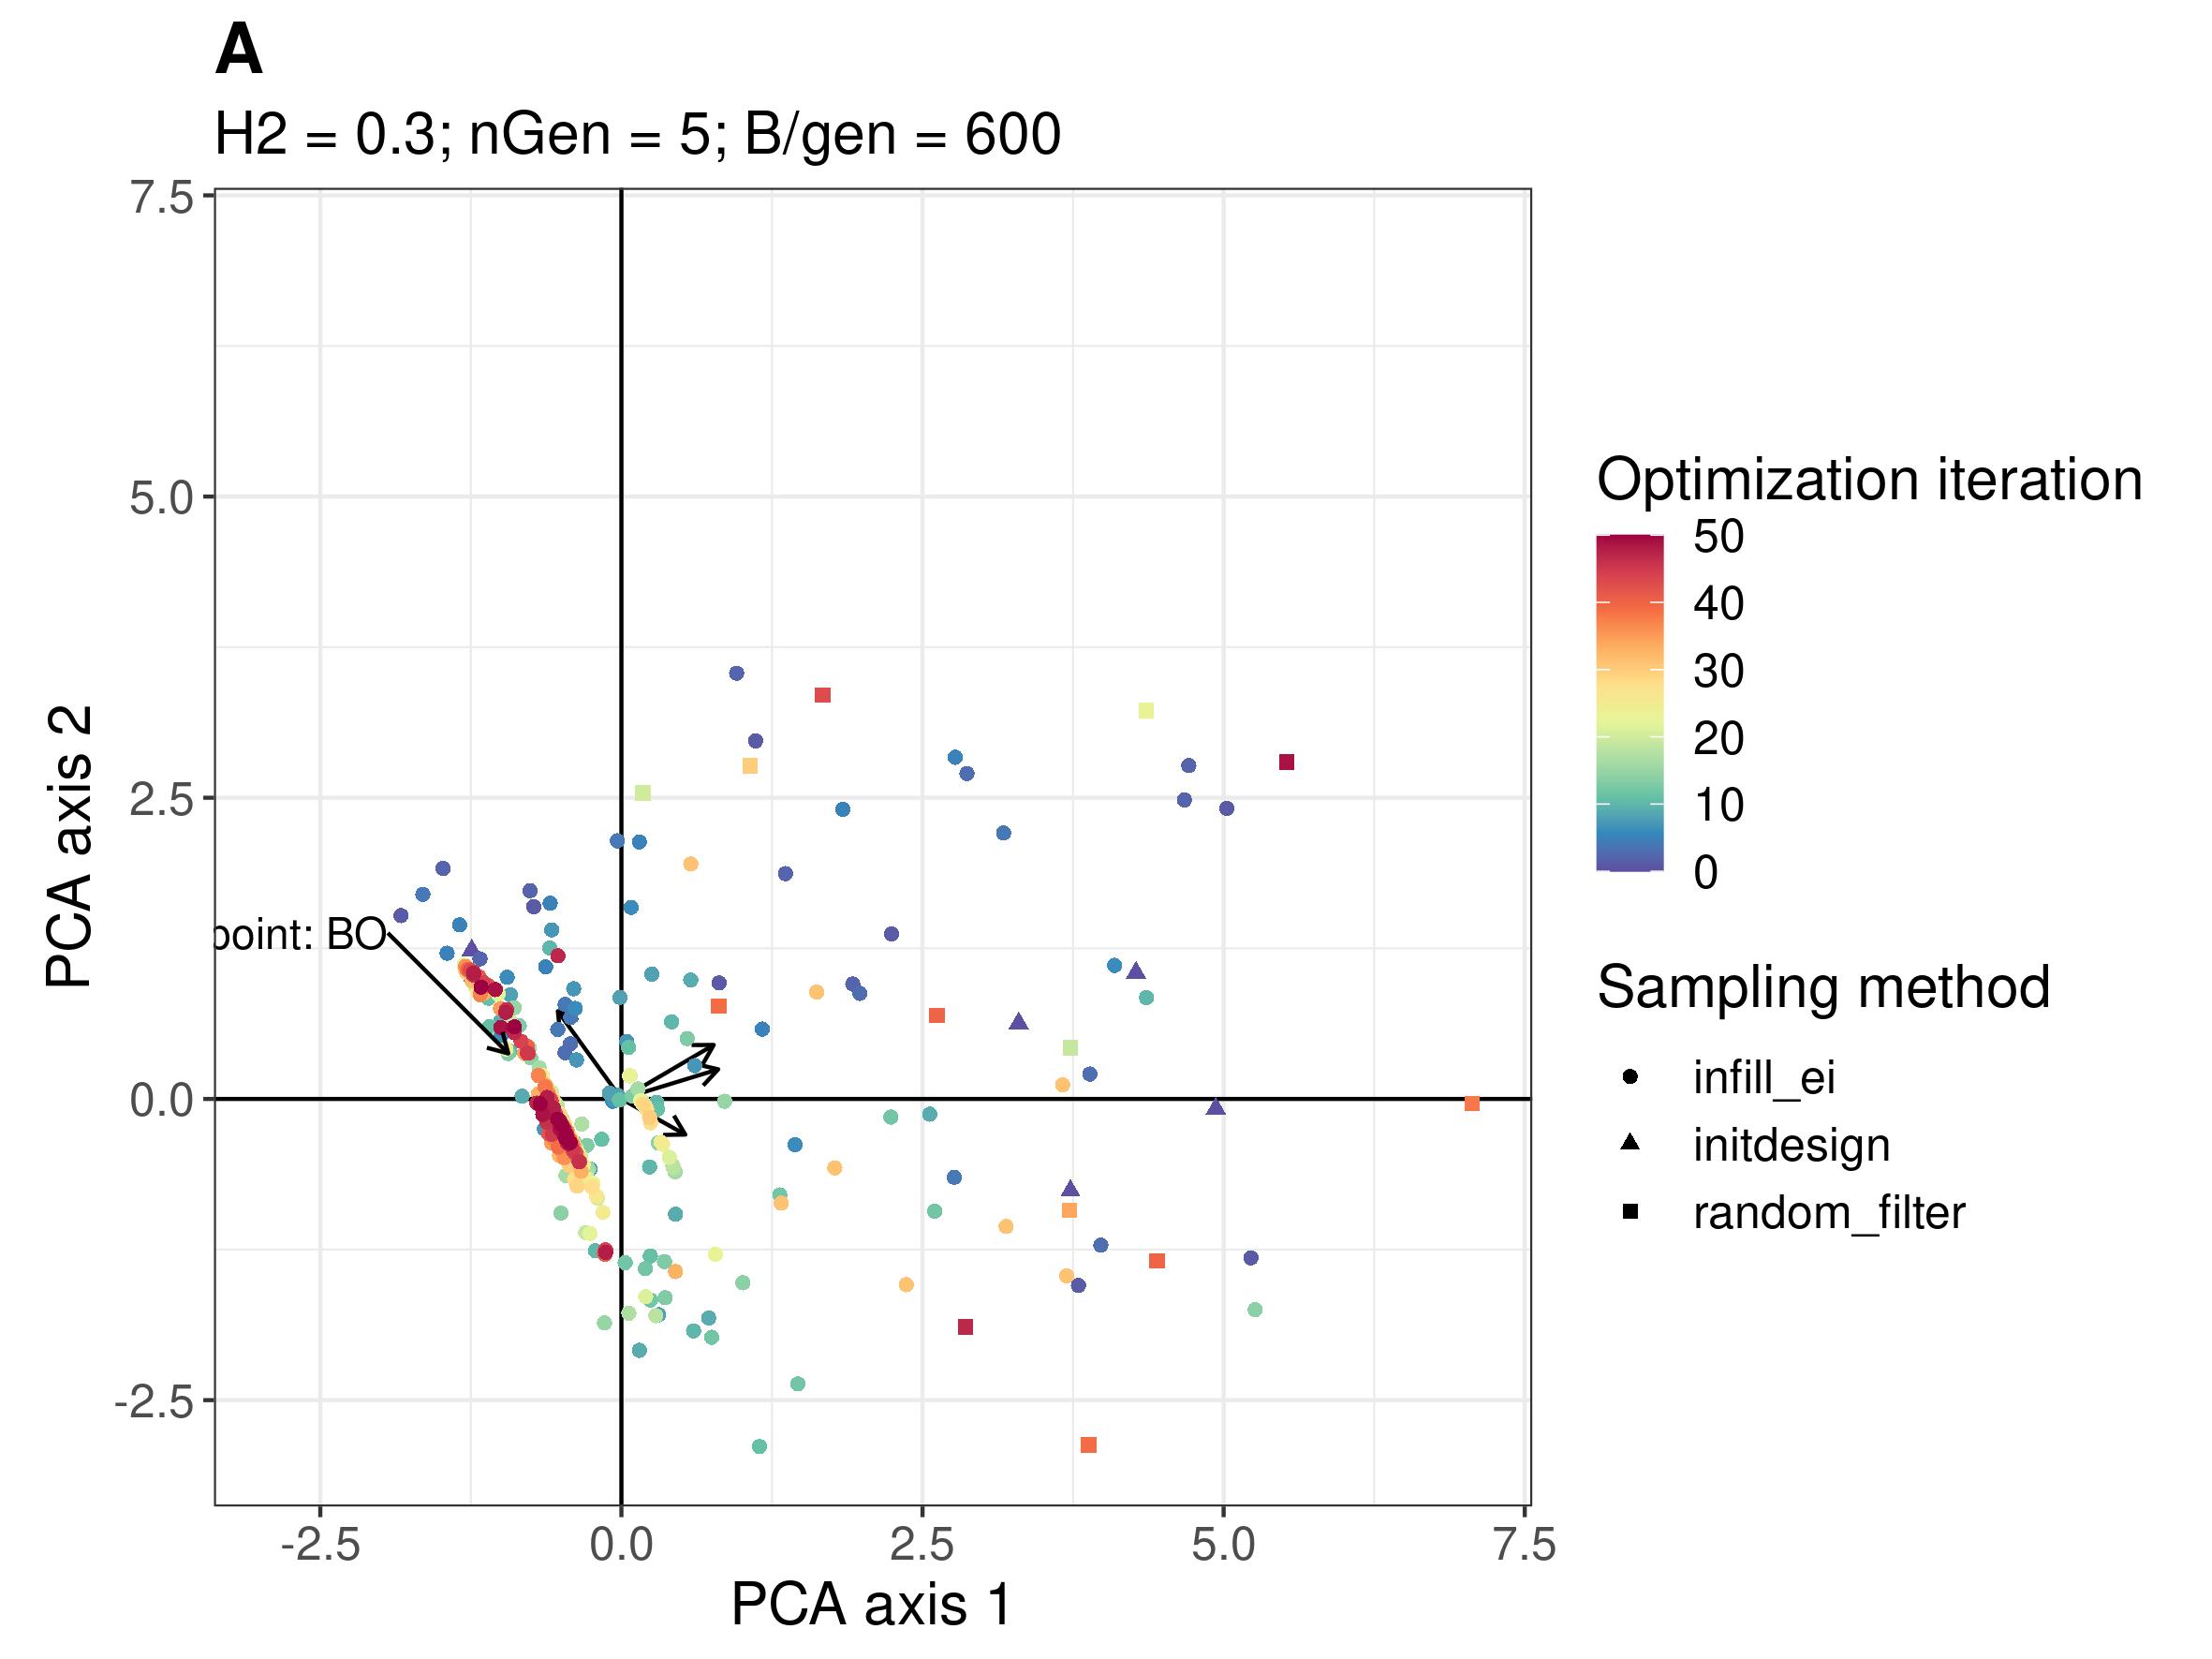 A
H2 = 0.3; nGen = 5; B/gen = 600
7.5
5.0
2.5
0.0
-2.5
PCA axis 2
point: BO
-2.5
0.0
2.5
5.0
7.5
PCA axis 1
Optimization iteration
50
40
30
20
10
0
Sampling method
infill_ei
initdesign
random_filter